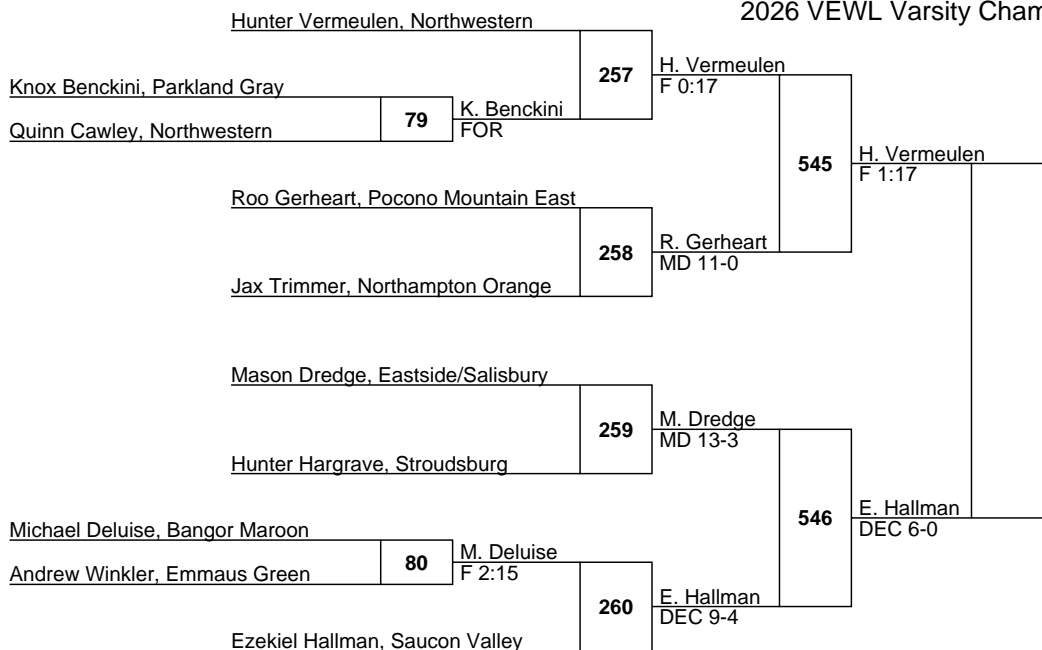 2026 VEWL Varsity Cham
Hunter Vermeulen, Northwestern
257
H. Vermeulen
F 0:17
Knox Benckini, Parkland Gray
79
K. Benckini
FOR
Quinn Cawley, Northwestern
545
H. Vermeulen
F 1:17
Roo Gerheart, Pocono Mountain East
258
R. Gerheart
MD 11-0
Jax Trimmer, Northampton Orange
Mason Dredge, Eastside/Salisbury
259
M. Dredge
MD 13-3
Hunter Hargrave, Stroudsburg
546
E. Hallman
DEC 6-0
Michael Deluise, Bangor Maroon
80
M. Deluise
F 2:15
Andrew Winkler, Emmaus Green
260
E. Hallman
DEC 9-4
Ezekiel Hallman, Saucon Valley